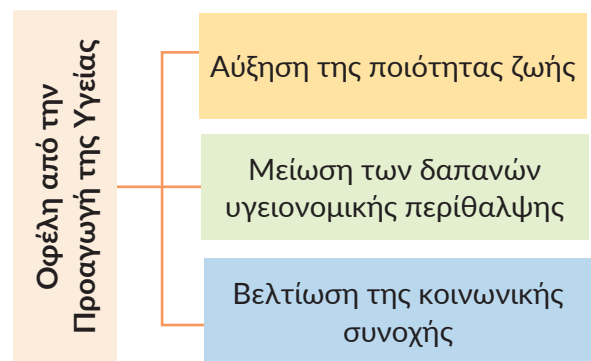 Οφέλη από την
Προαγωγή της Υγείας
Αύξηση της ποιότητας ζωής
Μείωση των δαπανών
υγειονομικής περίθαλψης
Βελτίωση της κοινωνικής
συνοχής